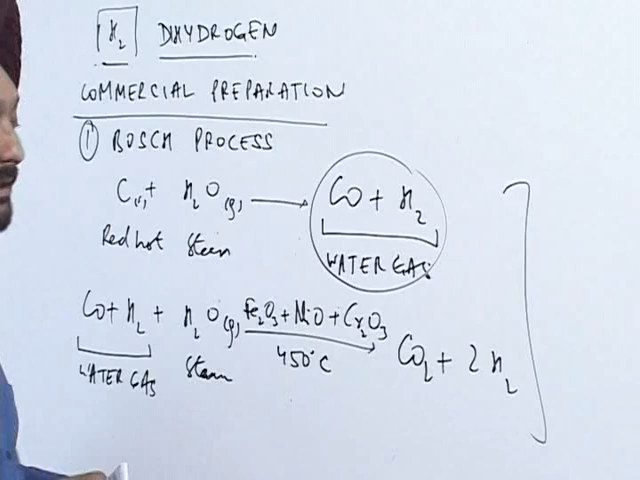 H₂ DIHYDROGEN
COMMERCIAL PREPARATION
① BOSCH PROCESS
C(s) + H₂O(g) → CO + H₂
Red hot Steam WATER GAS
CO + H₂ + H₂O(g) Fe₂O₃ + NiO + Cr₂O₃ → CO₂ + 2H₂
WATER GAS Steam 450°C